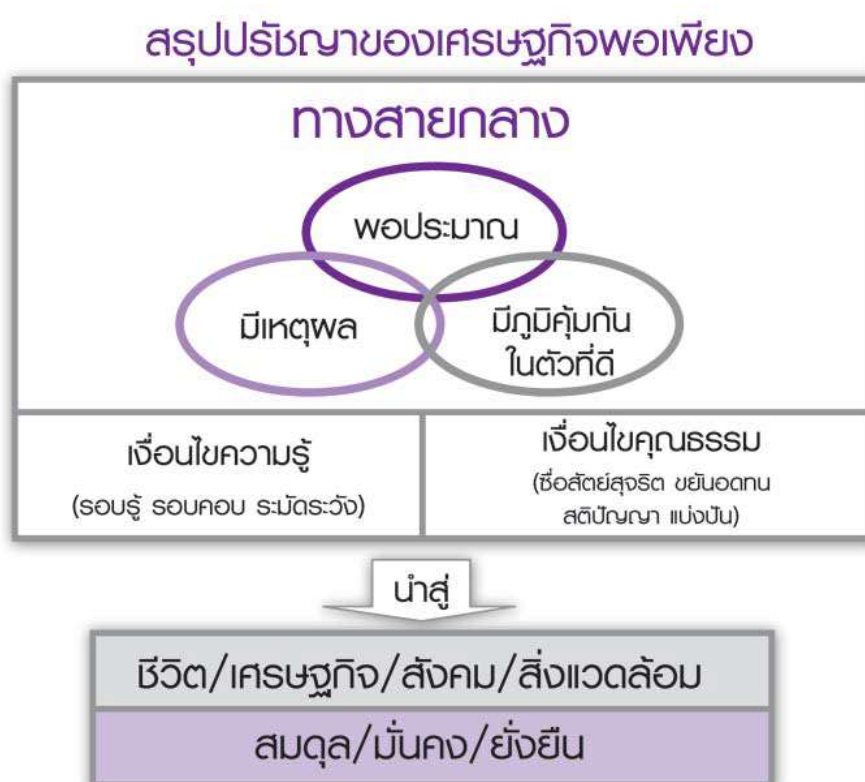 สรุปปรัชญาของเศรษฐกิจพอเพียง
ทางสายกลาง
พอประมาณ
มีเหตุผล
มีภูมิคุ้มกัน
ในตัวที่ดี
เงื่อนไขความรู้
(รอบรู้ รอบคอบ ระมัดระวัง)
เงื่อนไขคุณธรรม
(ซื่อสัตย์สุจริต ขยันอดทน
สติปัญญา แบ่งปัน)
นำสู่
ชีวิต/เศรษฐกิจ/สังคม/สิ่งแวดล้อม
สมดุล/มั่นคง/ยั่งยืน